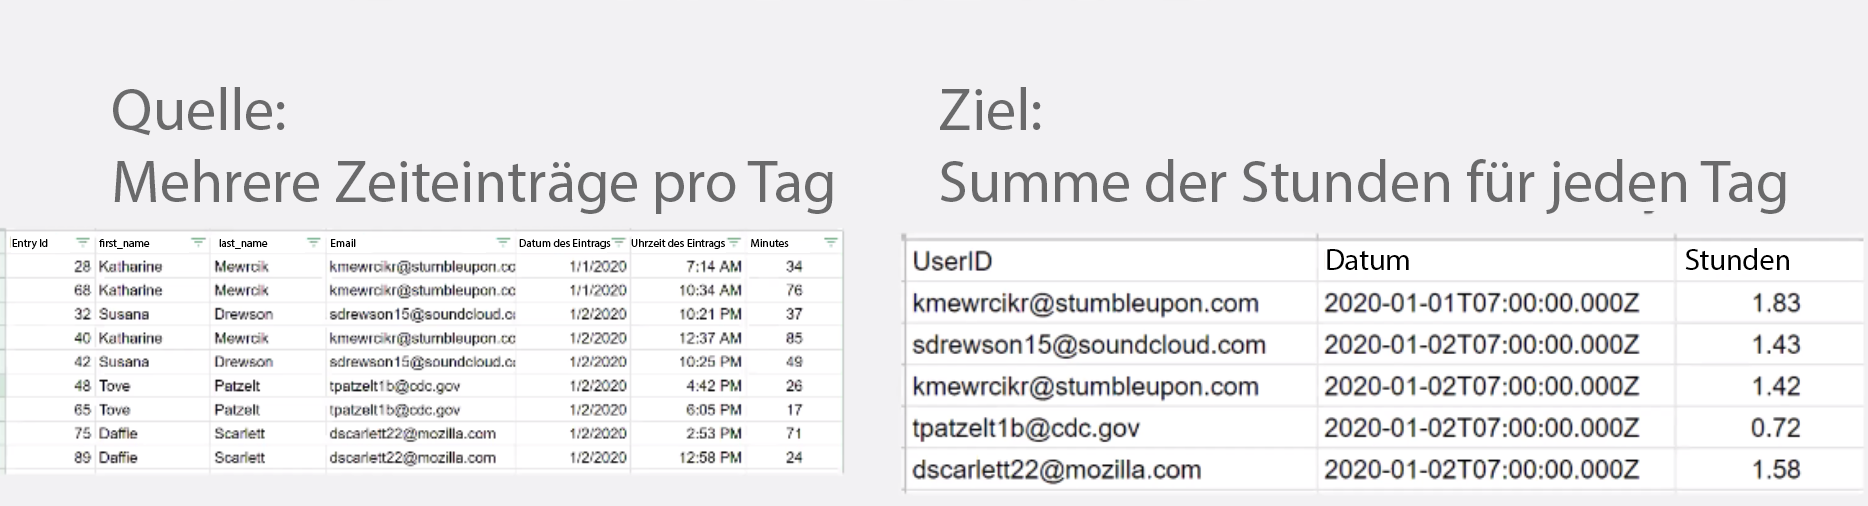 Quelle:
Mehrere Zeiteinträge pro Tag
Entry Id first_name last_name Email Datum des Eintrags Uhrzeit des Eintrags Minutes
28 Katharine Mewrcik kmewrcikr@stumbleupon.co 1/1/2020 7:14 AM 34
68 Katharine Mewrcik kmewrcikr@stumbleupon.cc 1/1/2020 10:34 AM 76
32 Susana Drewson sdrewson15@soundcloud.cc 1/2/2020 10:21 PM 37
40 Katharine Mewrcik kmewrcikr@stumbleupon.cc 1/2/2020 12:37 AM 85
42 Susana Drewson sdrewson15@soundcloud.cc 1/2/2020 10:25 PM 49
48 Tove Patzelt tpatzelt1b@cdc.gov 1/2/2020 4:42 PM 26
65 Tove Patzelt tpatzelt1b@cdc.gov 1/2/2020 6:05 PM 17
75 Daffie Scarlett dscarlett22@mozilla.com 1/2/2020 2:53 PM 71
89 Daffie Scarlett dscarlett22@mozilla.com 1/2/2020 12:58 PM 24
Ziel:
Summe der Stunden für jeden Tag
UserID Datum Stunden
kmewrcikr@stumbleupon.com 2020-01-01T07:00:00.000Z 1.83
sdrewson15@soundcloud.com 2020-01-02T07:00:00.000Z 1.43
kmewrcikr@stumbleupon.com 2020-01-02T07:00:00.000Z 1.42
tpatzelt1b@cdc.gov 2020-01-02T07:00:00.000Z 0.72
dscarlett22@mozilla.com 2020-01-02T07:00:00.000Z 1.58